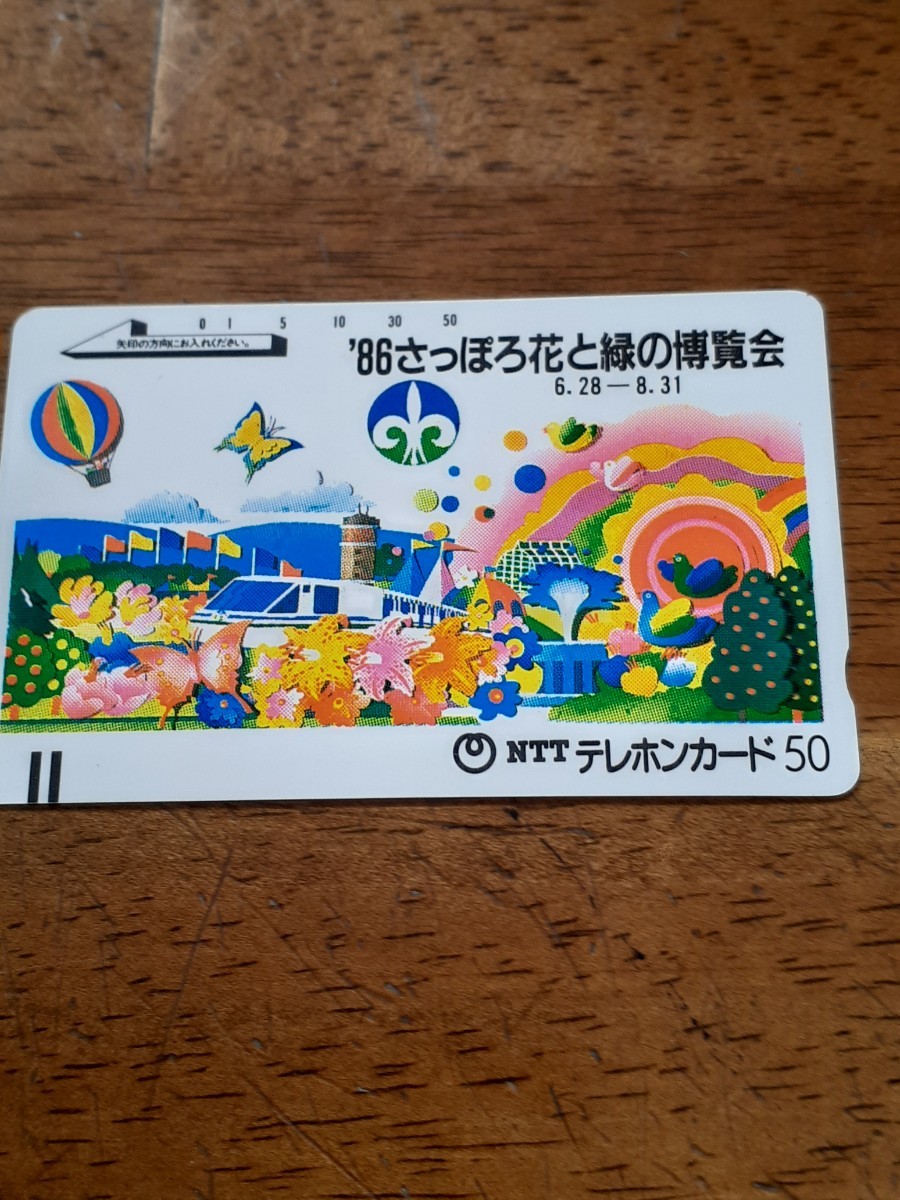 0 1 5 10 30 50
矢印の方向にお入れください。
'86さっぽろ花と緑の博覧会
6.28—8.31
NTT テレホンカード 50